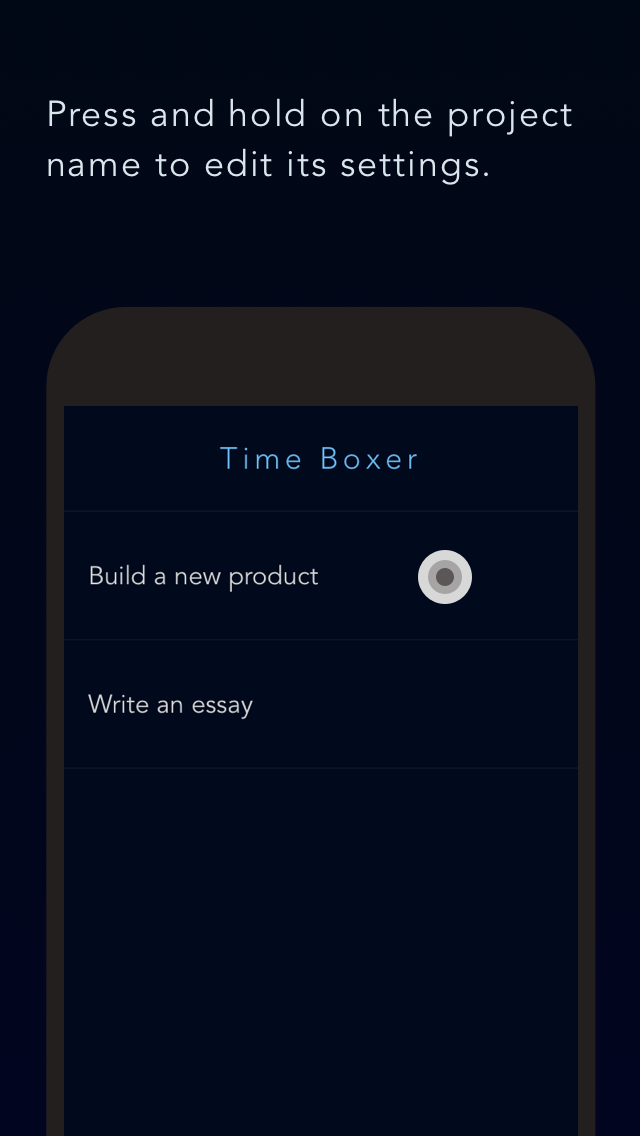 Press and hold on the project
name to edit its settings.
Time Boxer
Build a new product
Write an essay